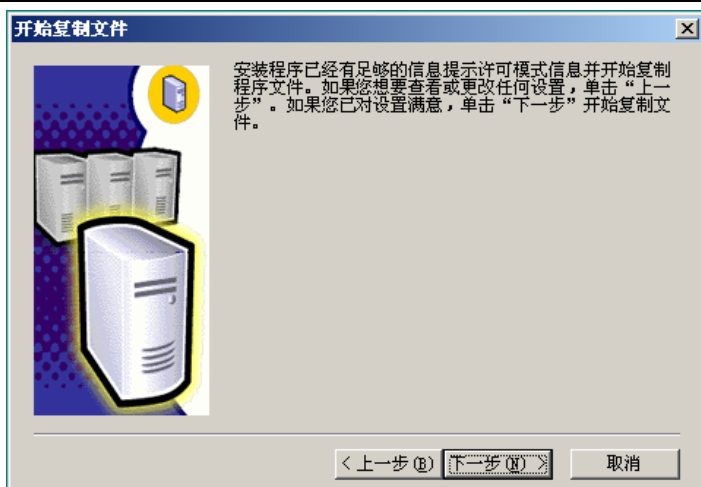 开始复制文件
安装程序已经有足够的信息提示许可模式信息并开始复制
程序文件。如果您想要查看或更改任何设置，单击“上一
步”。如果您已对设置满意，单击“下一步”开始复制文
件。
< 上一步(B) 下一步(N) > 取消